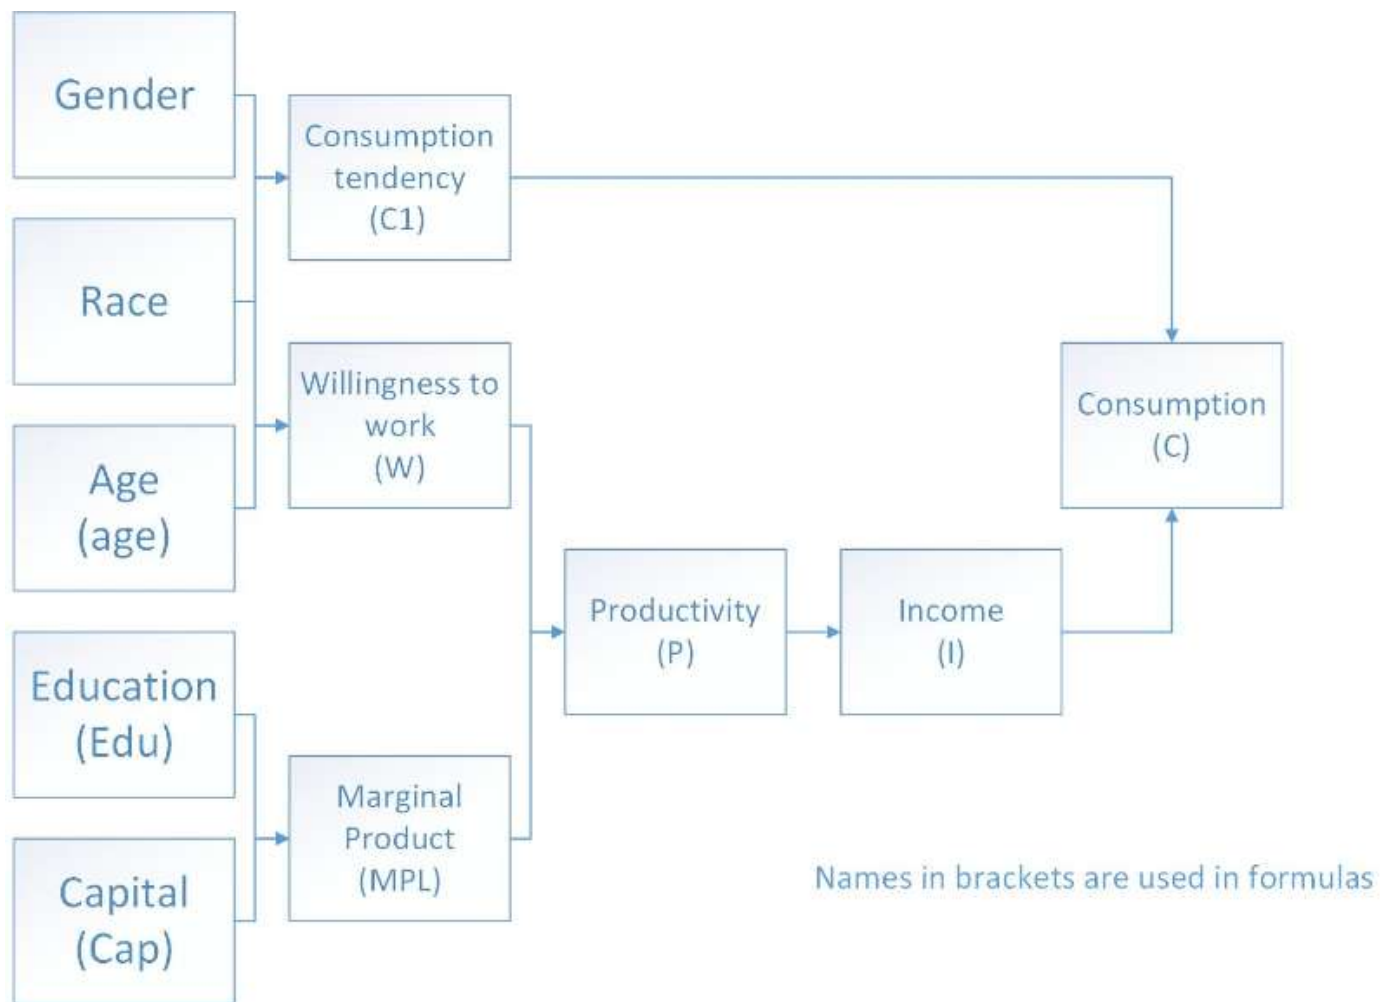 Gender
Race
Age
(age)
Education
(Edu)
Capital
(Cap)
Consumption
tendency
(C1)
Willingness to
work
(W)
Marginal
Product
(MPL)
Productivity
(P)
Income
(I)
Consumption
(C)
Names in brackets are used in formulas